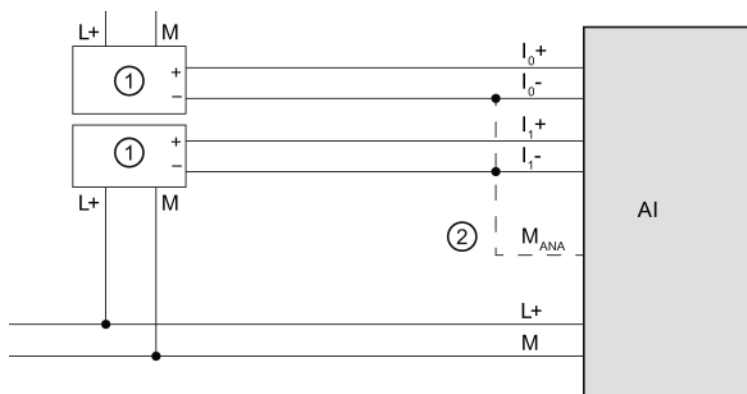 L+ M
I0+
① +
I0-
−
I1+
① +
I1-
−
L+ M
AI
② MANA
L+
M